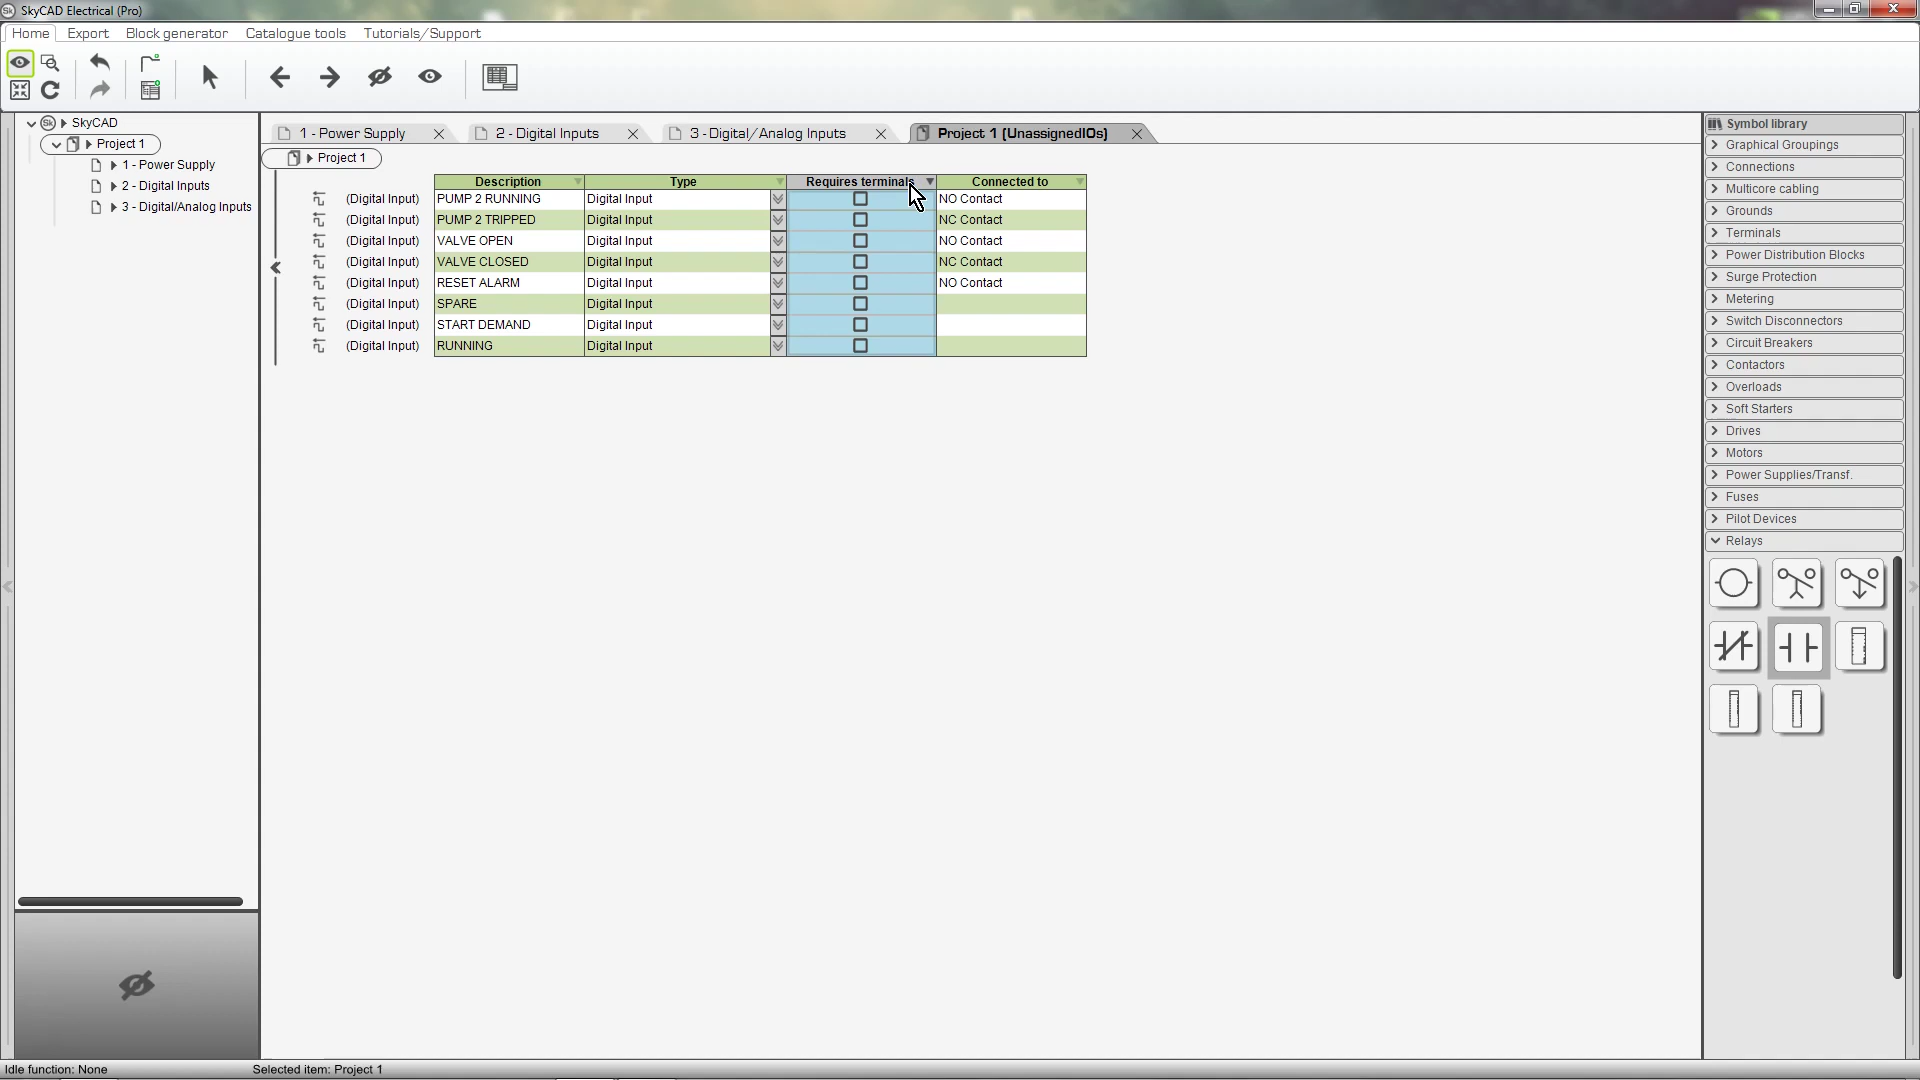 SkyCAD Electrical (Pro)
Home Export Block generator Catalogue tools Tutorials/Support
SkyCAD
Project 1
1 - Power Supply
2 - Digital Inputs
3 - Digital/Analog Inputs
1 - Power Supply 2 - Digital Inputs 3 - Digital/Analog Inputs Project 1 [UnassignedIOs]
Project 1
Description Type Requires terminals Connected to
(Digital Input) PUMP 2 RUNNING Digital Input NO Contact
(Digital Input) PUMP 2 TRIPPED Digital Input NC Contact
(Digital Input) VALVE OPEN Digital Input NO Contact
(Digital Input) VALVE CLOSED Digital Input NC Contact
(Digital Input) RESET ALARM Digital Input NO Contact
(Digital Input) SPARE Digital Input
(Digital Input) START DEMAND Digital Input
(Digital Input) RUNNING Digital Input
Symbol library
Graphical Groupings
Connections
Multicore cabling
Grounds
Terminals
Power Distribution Blocks
Surge Protection
Metering
Switch Disconnectors
Circuit Breakers
Contactors
Overloads
Soft Starters
Drives
Motors
Power Supplies/Transf.
Fuses
Pilot Devices
Relays
Idle function: None Selected item: Project 1